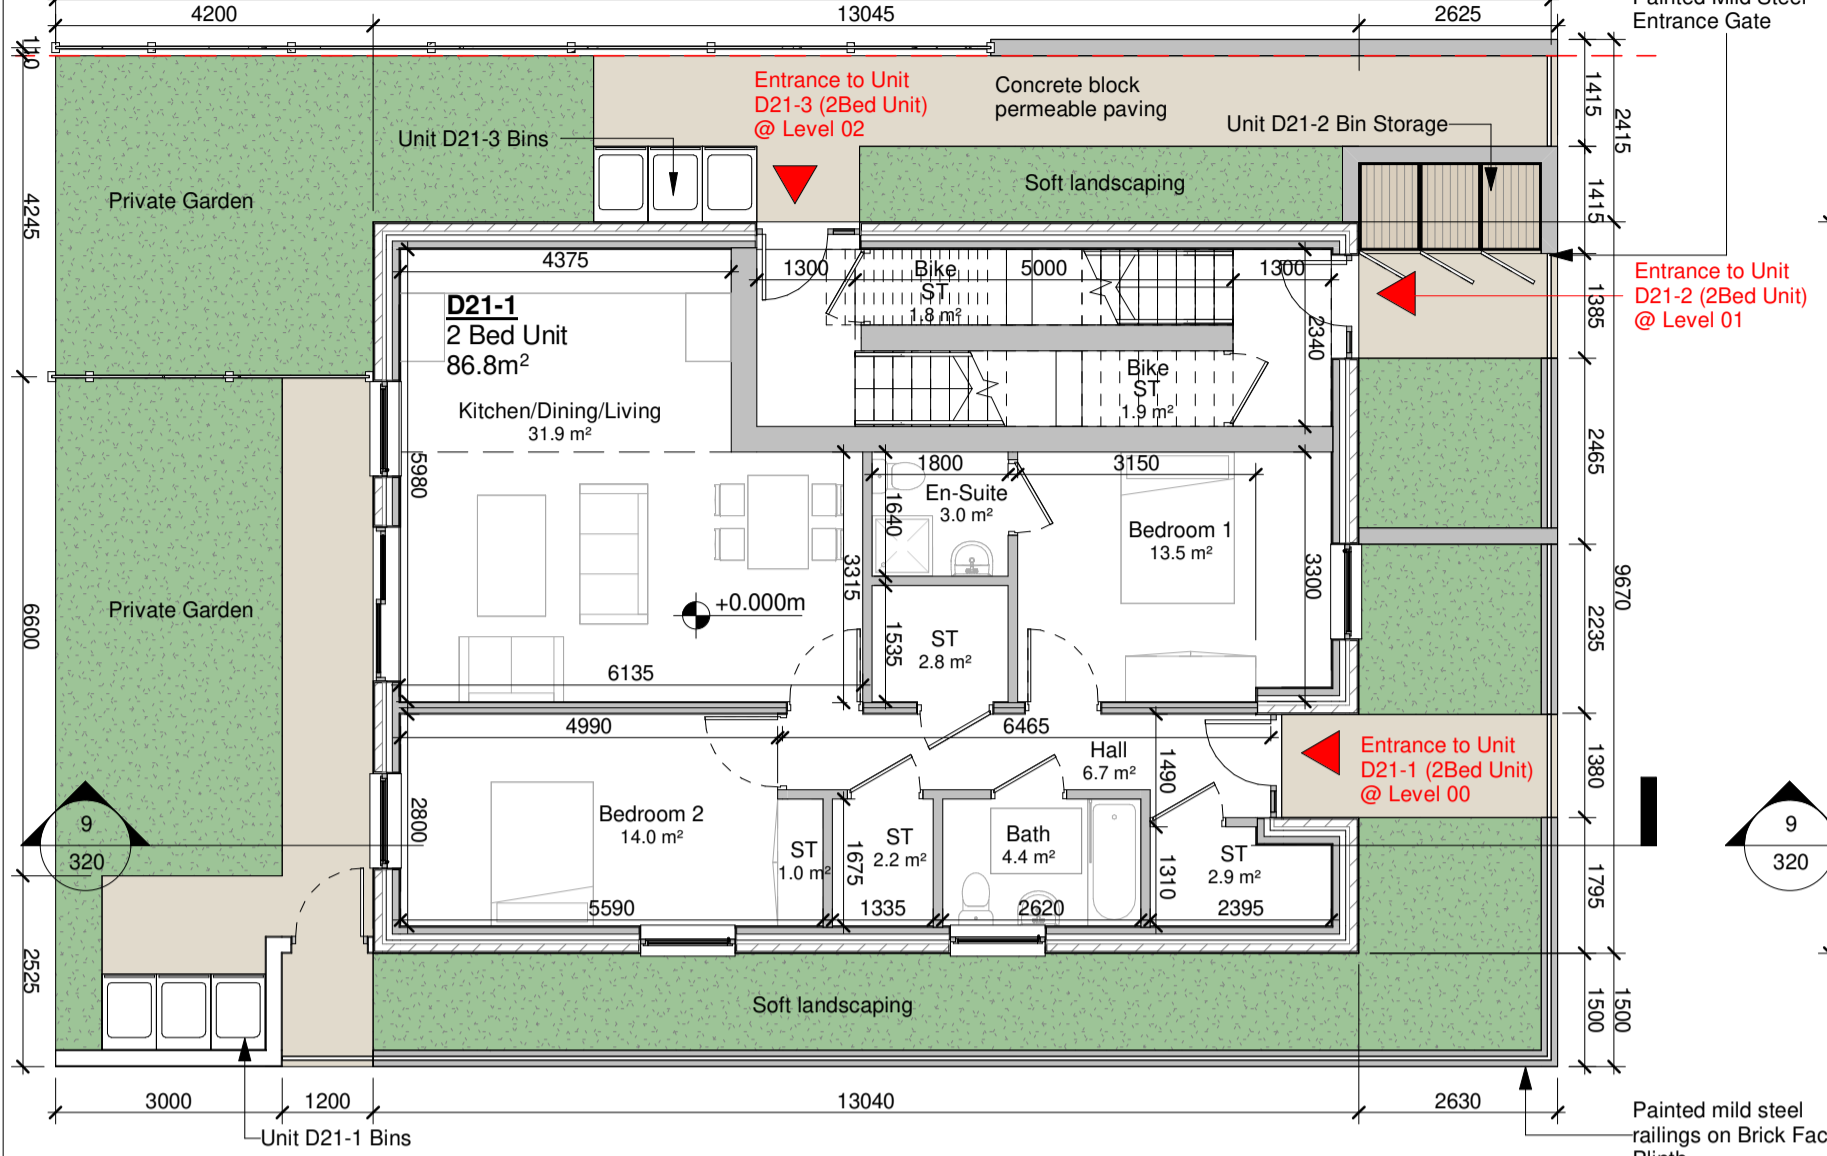 4200
13045
2625
Painted Mild Steel
Entrance Gate
Entrance to Unit
D21-3 (2Bed Unit)
@ Level 02
Concrete block
permeable paving
Unit D21-3 Bins
Unit D21-2 Bin Storage
1415
2415
Private Garden
Soft landscaping
1415
4245
4375
1300
Bike
ST
1.8 m²
5000
1300
Entrance to Unit
D21-2 (2Bed Unit)
@ Level 01
1385
D21-1
2 Bed Unit
86.8m²
2340
Bike
ST
1.9 m²
Kitchen/Dining/Living
31.9 m²
5980
1800
3150
2465
En-Suite
3.0 m²
1640
Bedroom 1
13.5 m²
3315
3300
9670
Private Garden
+0.000m
6600
1535
ST
2.8 m²
2235
6135
4990
6465
Hall
6.7 m²
1490
Entrance to Unit
D21-1 (2Bed Unit)
@ Level 00
1380
9
320
2800
Bedroom 2
14.0 m²
ST
1.0 m²
1675
ST
2.2 m²
Bath
4.4 m²
1310
ST
2.9 m²
9
320
1795
5590
1335
2620
2395
2525
Soft landscaping
1500
1500
3000
1200
13040
2630
Unit D21-1 Bins
Painted mild steel
railings on Brick Fac